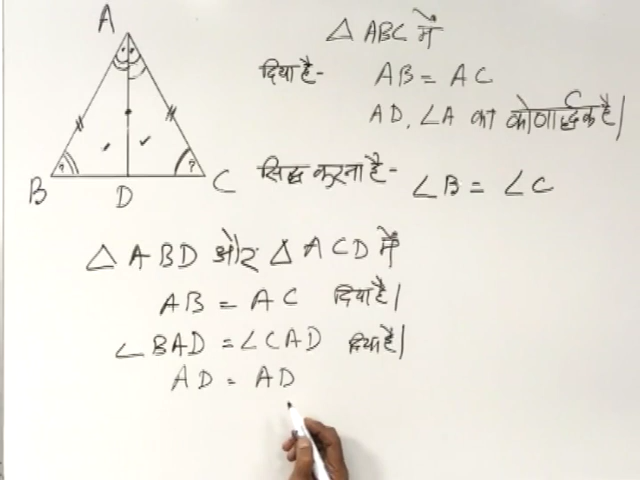 A
B
D
C
? ?
△ ABC में
दिया है- AB = AC
AD, ∠A का कोणार्द्धक है|
सिद्ध करना है- ∠B = ∠C
△ ABD और △ ACD में
AB = AC दिया है|
∠BAD = ∠CAD दिया है|
AD = AD